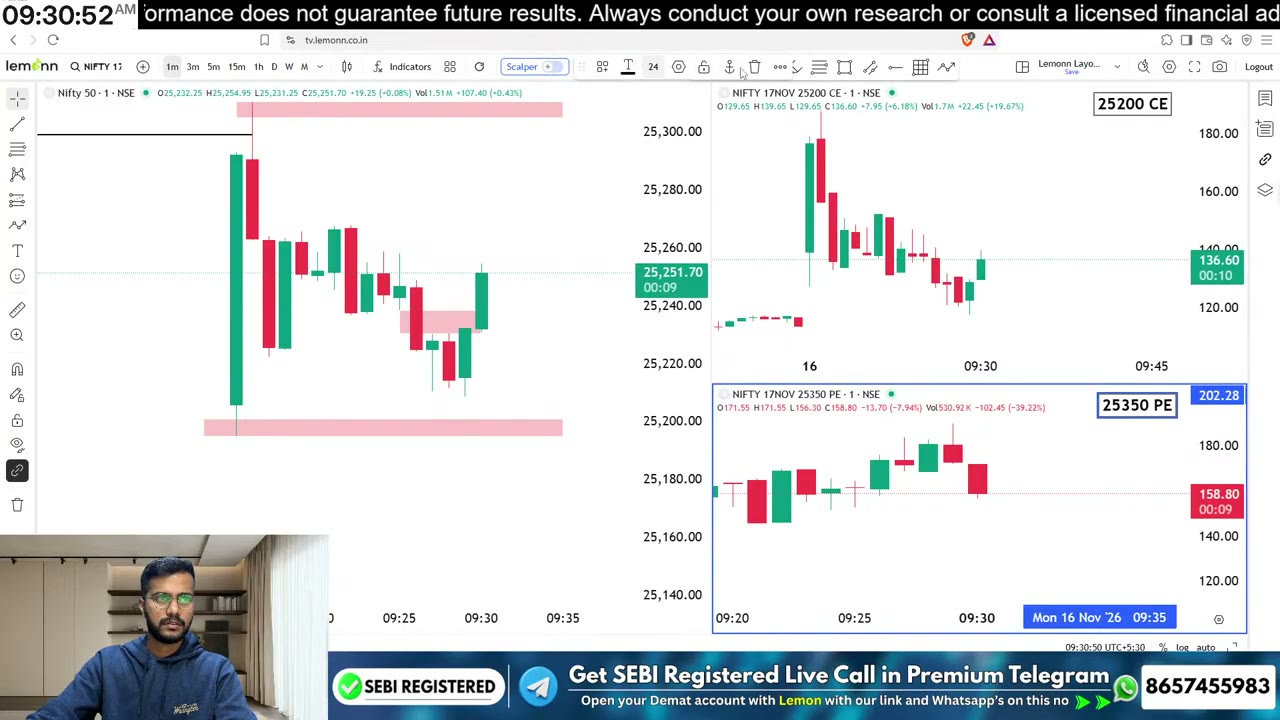 09:30:52 AM
formance does not guarantee future results. Always conduct your own research or consult a licensed financial ad
tv.lemonn.co.in
lemonn
NIFTY 17
1m 3m 5m 15m 1h D W M
Indicators
Scalper
24
Lemonn Layo...
Save
Logout
Nifty 50 · 1 · NSE
O25,232.25 H25,254.95 L25,231.25 C25,251.70 +19.25 (+0.08%) Vol1.51 M +107.40 (+0.43%)
25,300.00
25,280.00
25,260.00
25,251.70
00:09
25,240.00
25,220.00
25,200.00
25,180.00
25,160.00
25,140.00
09:25 09:30 09:35
NIFTY 17NOV 25200 CE · 1 · NSE
O129.65 H139.65 L129.65 C136.60 +7.95 (+6.18%) Vol1.7 M +22.45 (+19.67%)
25200 CE
180.00
160.00
140.00
136.60
00:10
120.00
16 09:30 09:45
NIFTY 17NOV 25350 PE · 1 · NSE
O171.55 H171.55 L156.30 C158.80 −13.70 (−7.94%) Vol530.92 K −102.45 (−39.22%)
25350 PE
202.28
180.00
158.80
00:09
140.00
120.00
09:20 09:25 09:30 Mon 16 Nov '26 09:35
09:30:50 UTC+5:30 % log auto
SEBI REGISTERED
Get SEBI Registered Live Call in Premium Telegram
Open your Demat account with Lemon with our link and Whatsapp's on this no
8657455983